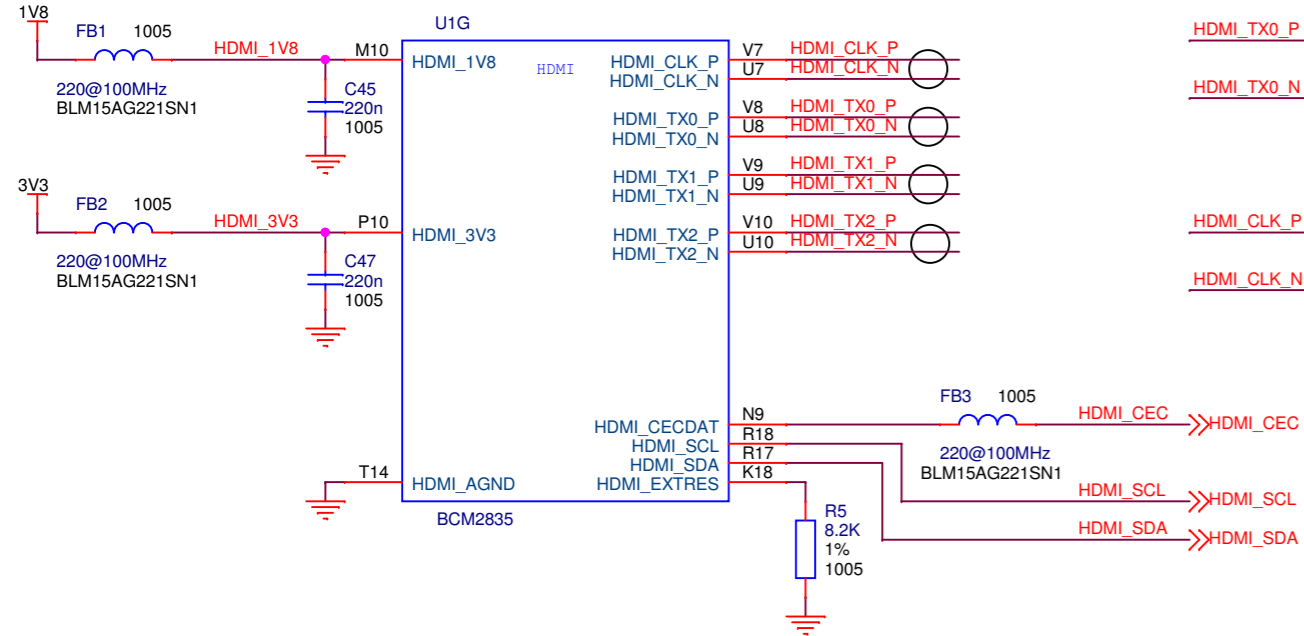 1V8
FB1 1005
HDMI_1V8
220@100MHz
BLM15AG221SN1
C45
220n
1005
3V3
FB2 1005
HDMI_3V3
220@100MHz
BLM15AG221SN1
C47
220n
1005
U1G
HDMI
M10
HDMI_1V8
P10
HDMI_3V3
T14
HDMI_AGND
BCM2835
HDMI_CLK_P V7 HDMI_CLK_P
HDMI_CLK_N U7 HDMI_CLK_N
HDMI_TX0_P V8 HDMI_TX0_P
HDMI_TX0_N U8 HDMI_TX0_N
HDMI_TX1_P V9 HDMI_TX1_P
HDMI_TX1_N U9 HDMI_TX1_N
HDMI_TX2_P V10 HDMI_TX2_P
HDMI_TX2_N U10 HDMI_TX2_N
HDMI_CECDAT N9
HDMI_SCL R18
HDMI_SDA R17
HDMI_EXTRES K18
R5
8.2K
1%
1005
FB3 1005
220@100MHz
BLM15AG221SN1
HDMI_CEC HDMI_CEC
HDMI_SCL HDMI_SCL
HDMI_SDA HDMI_SDA
HDMI_TX0_P
HDMI_TX0_N
HDMI_CLK_P
HDMI_CLK_N